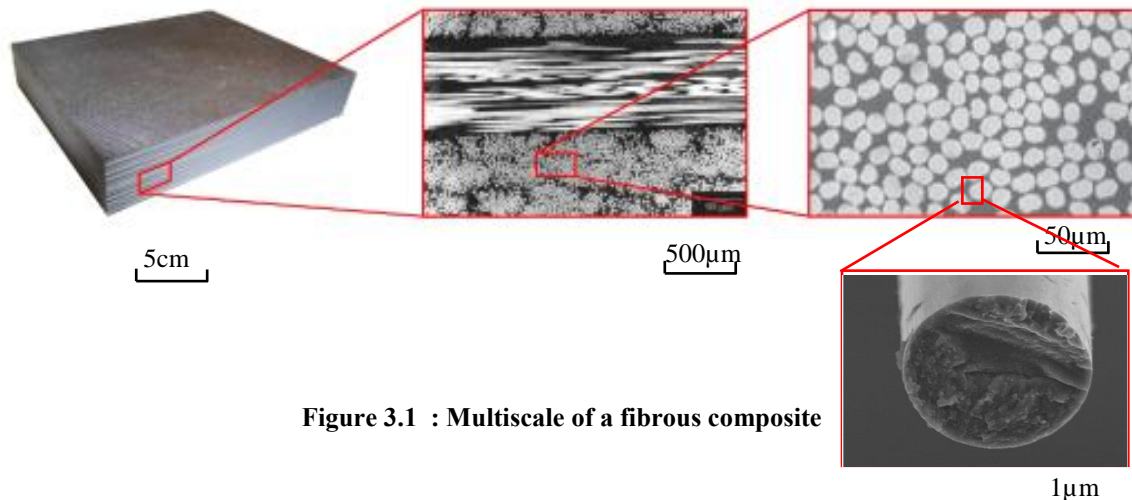 5cm
500µm
50µm
Figure 3.1 : Multiscale of a fibrous composite
1µm